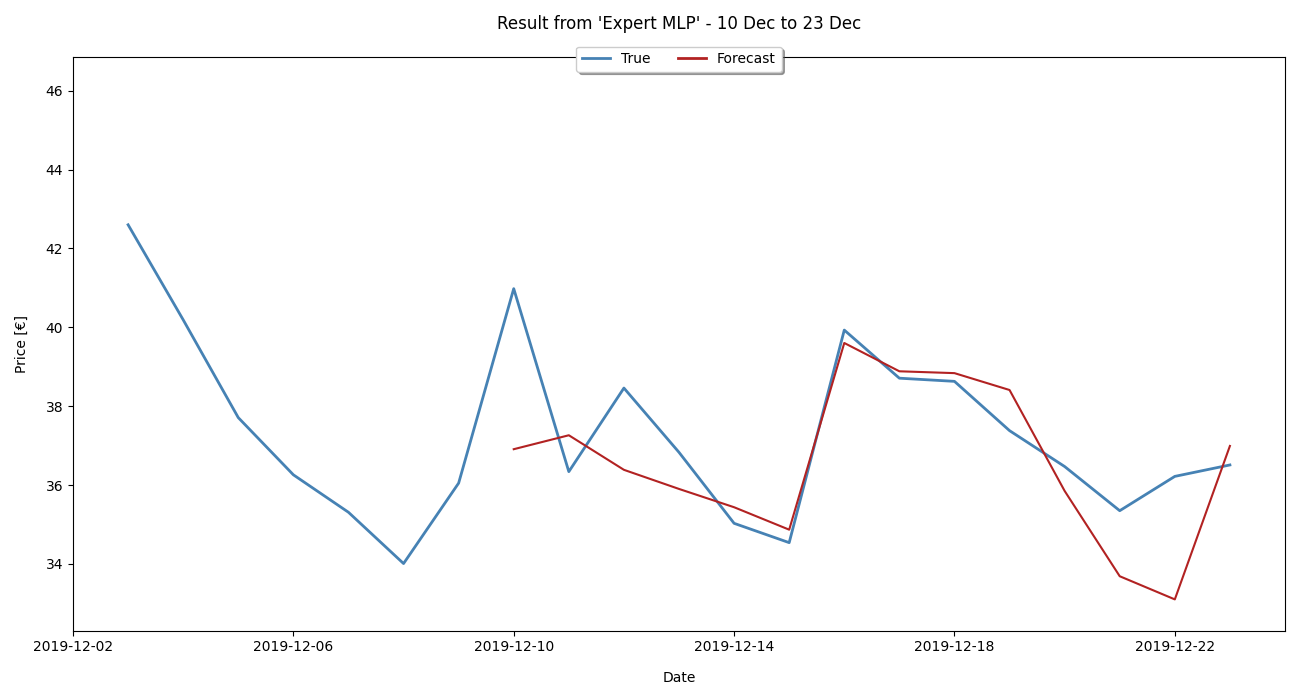 Result from 'Expert MLP' - 10 Dec to 23 Dec
True Forecast
46
44
42
40
38
36
34
Price [€]
2019-12-02 2019-12-06 2019-12-10 2019-12-14 2019-12-18 2019-12-22
Date